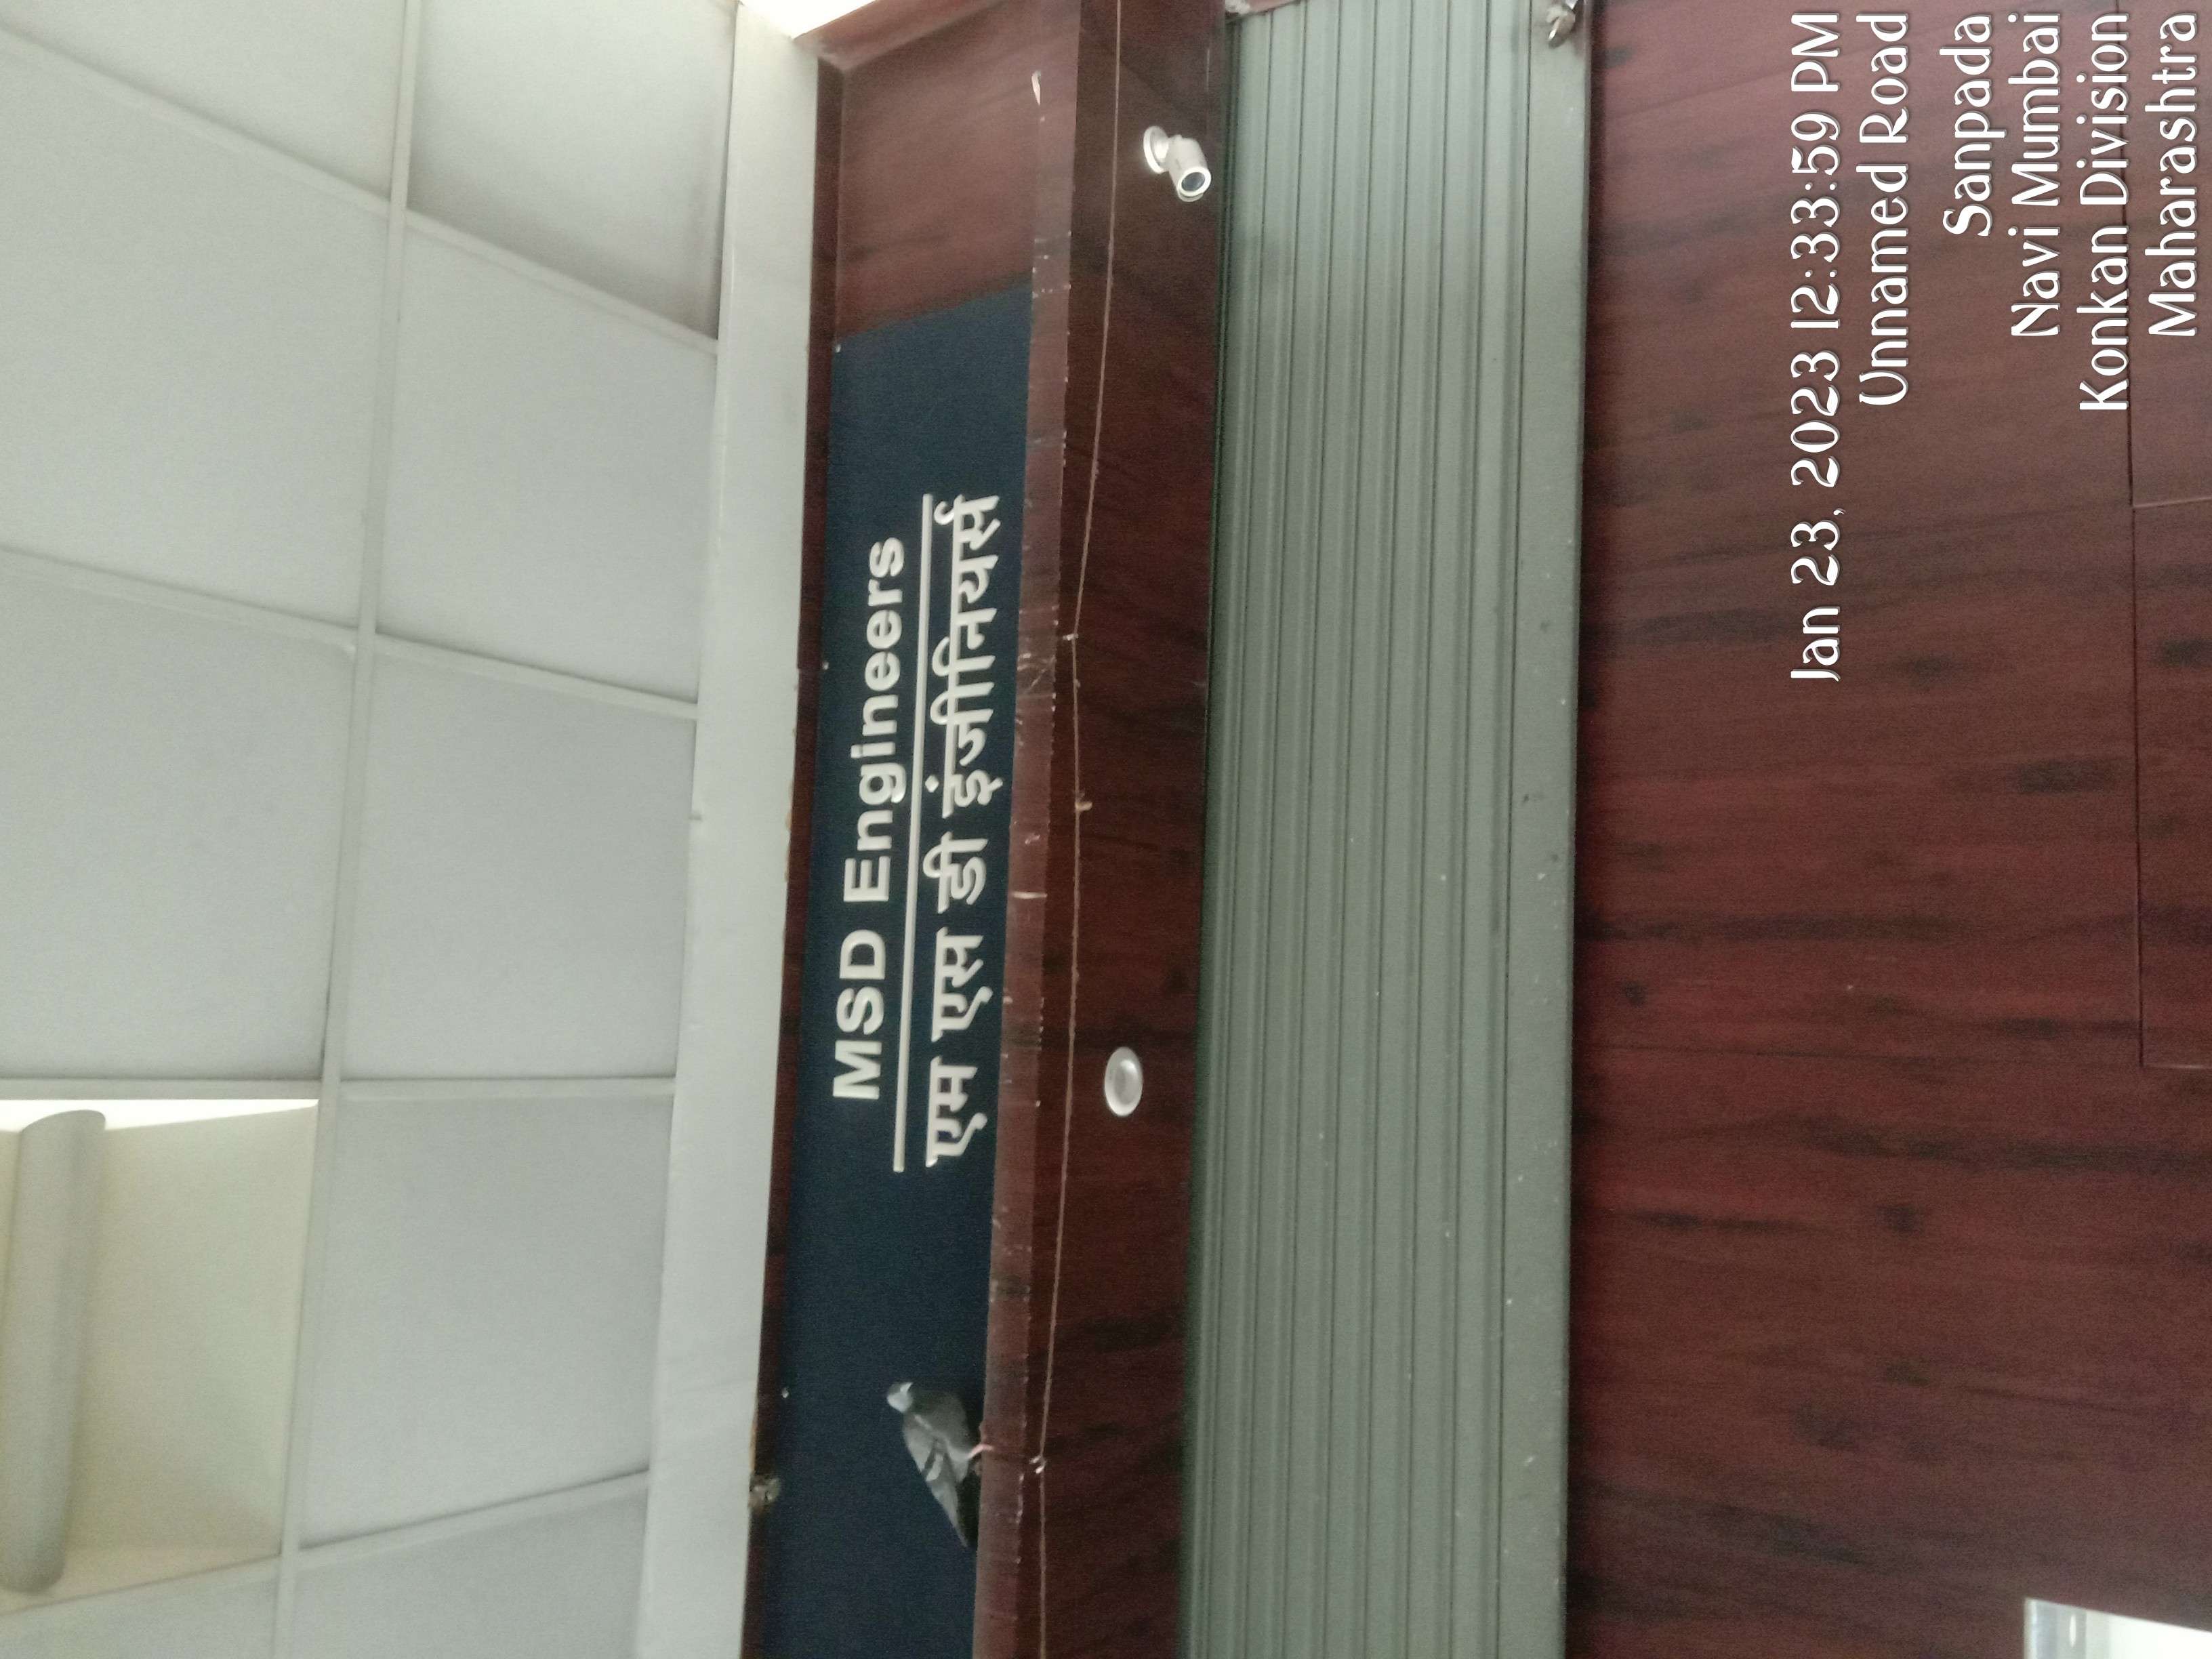 MSD Engineers
एम एस डी इंजीनियर्स
Jan 23, 2023 12:33:59 PM
Unnamed Road
Sanpada
Navi Mumbai
Konkan Division
Maharashtra